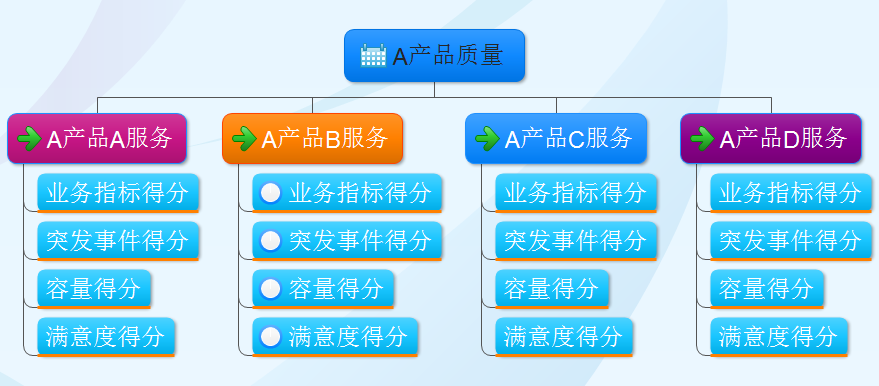 A产品质量
A产品A服务
业务指标得分
突发事件得分
容量得分
满意度得分
A产品B服务
业务指标得分
突发事件得分
容量得分
满意度得分
A产品C服务
业务指标得分
突发事件得分
容量得分
满意度得分
A产品D服务
业务指标得分
突发事件得分
容量得分
满意度得分